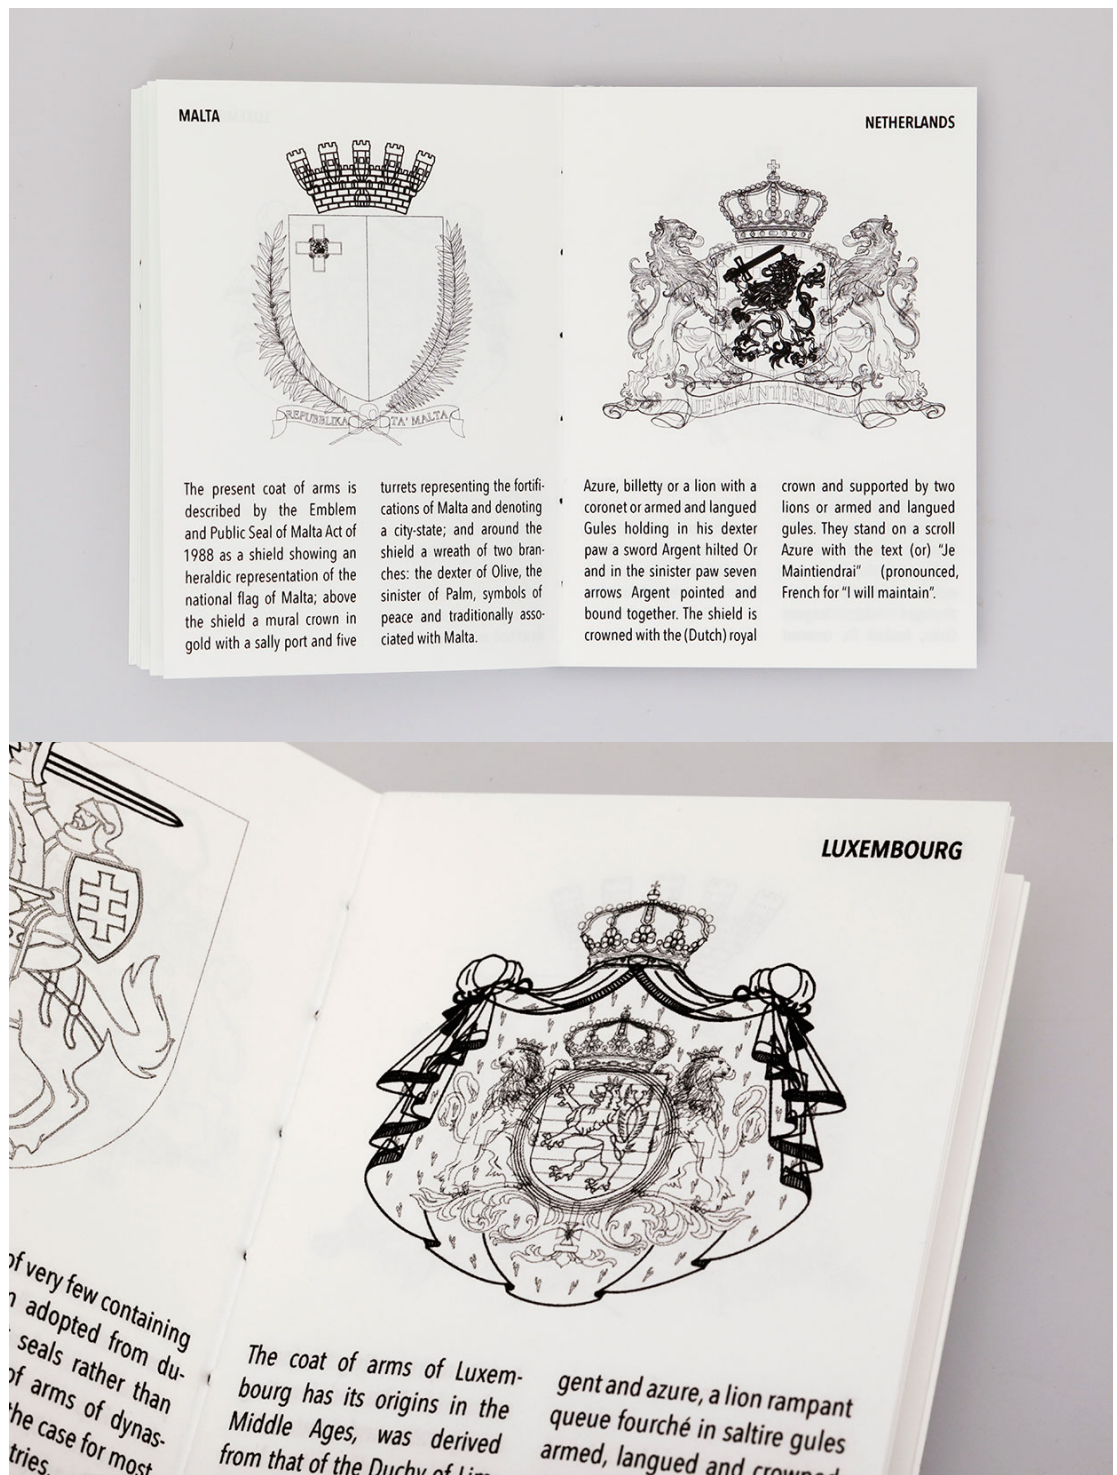 MALTA
REPUBBLIKA TA' MALTA
The present coat of arms is
described by the Emblem
and Public Seal of Malta Act of
1988 as a shield showing an
heraldic representation of the
national flag of Malta; above
the shield a mural crown in
gold with a sally port and five
turrets representing the fortifi-
cations of Malta and denoting
a city-state; and around the
shield a wreath of two bran-
ches: the dexter of Olive, the
sinister of Palm, symbols of
peace and traditionally asso-
ciated with Malta.
NETHERLANDS
JE MAINTIENDRAI
Azure, billetty or a lion with a
coronet or armed and langued
Gules holding in his dexter
paw a sword Argent hilted Or
and in the sinister paw seven
arrows Argent pointed and
bound together. The shield is
crowned with the (Dutch) royal
crown and supported by two
lions or armed and langued
gules. They stand on a scroll
Azure with the text (or) "Je
Maintiendrai" (pronounced,
French for "I will maintain".
of very few containing
adopted from du-
seals rather than
of arms of dynas-
the case for most
tries.
LUXEMBOURG
The coat of arms of Luxem-
bourg has its origins in the
Middle Ages, was derived
from that of the Duchy of
gent and azure, a lion rampant
queue fourché in saltire gules
armed, langued and crowned